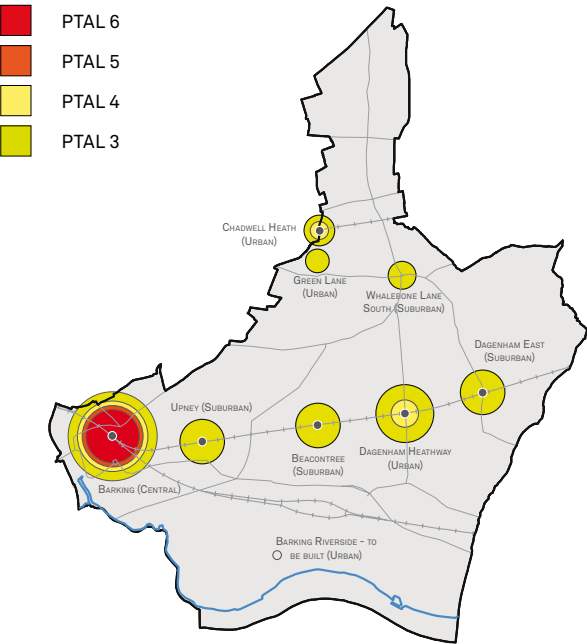 PTAL 6
PTAL 5
PTAL 4
PTAL 3
Chadwell Heath
(Urban)
Green Lane
(Urban)
Whalebone Lane
South (Suburban)
Dagenham East
(Suburban)
Upney (Suburban)
Beacontree
(Suburban)
Dagenham Heathway
(Urban)
Barking (Central)
Barking Riverside - to
be built (Urban)